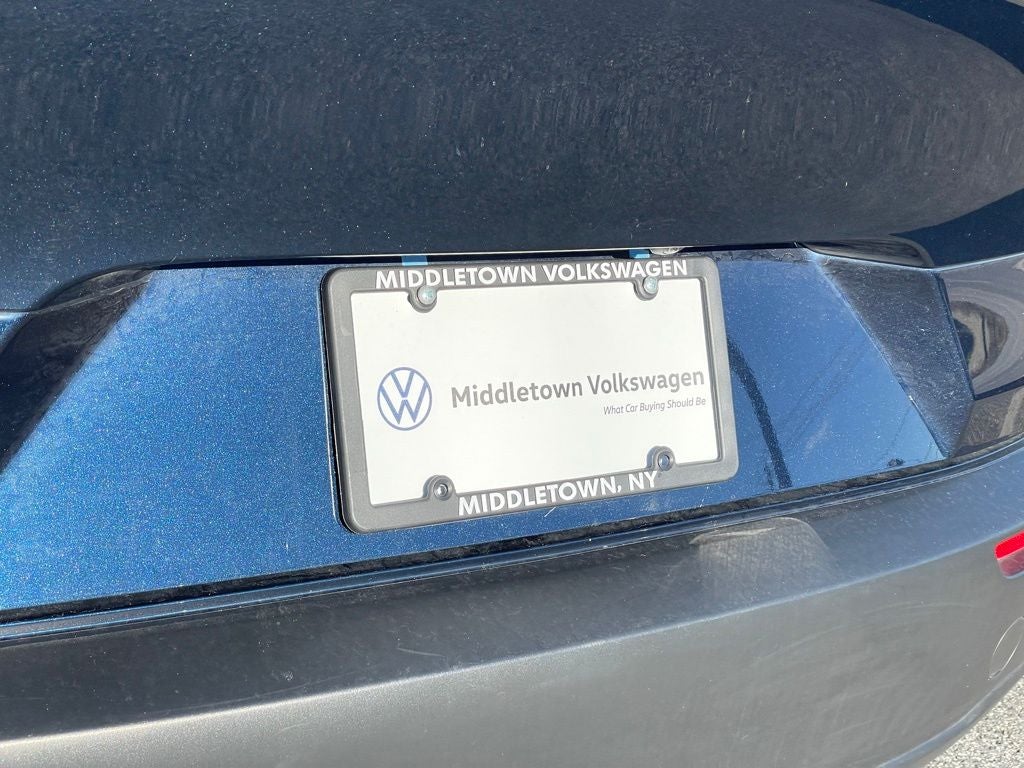 MIDDLETOWN VOLKSWAGEN
Middletown Volkswagen
What Car Buying Should Be
MIDDLETOWN, NY